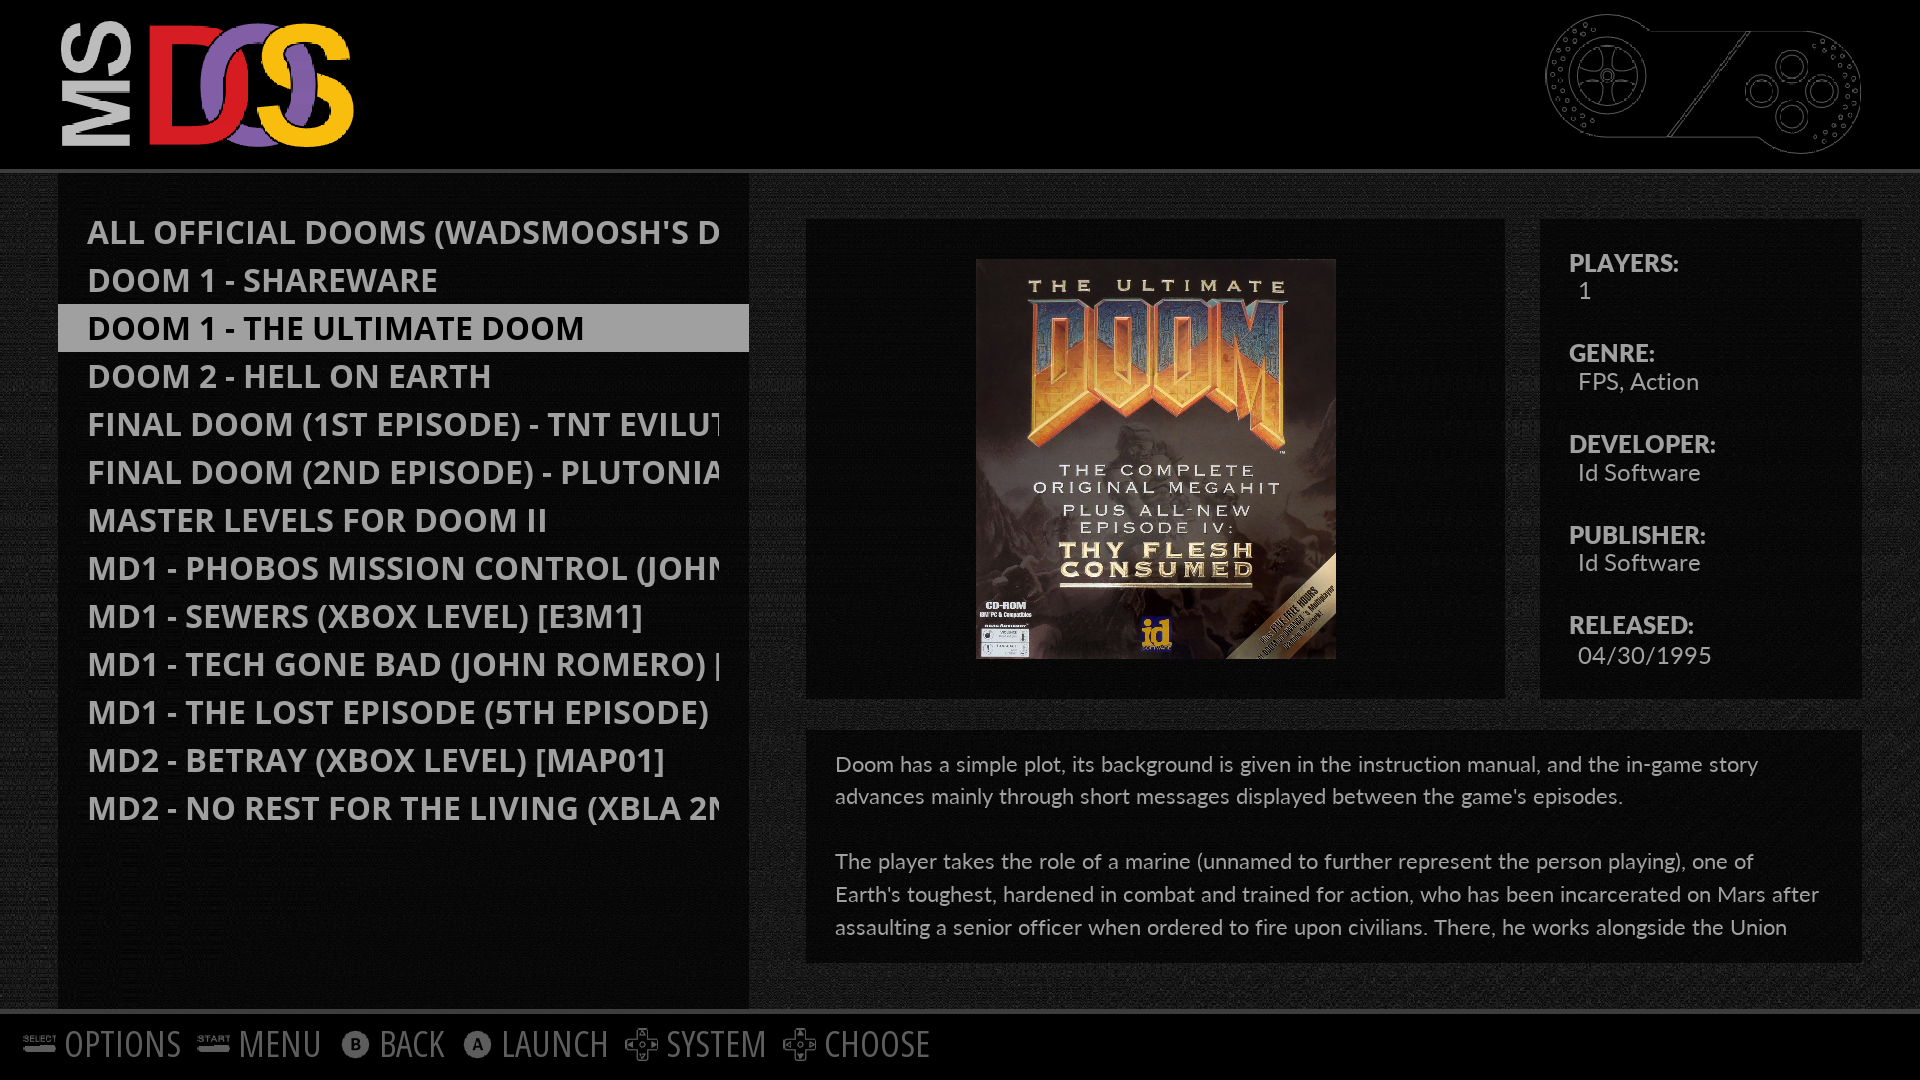 MS DOS
ALL OFFICIAL DOOMS (WADSMOOSH'S D
DOOM 1 - SHAREWARE
DOOM 1 - THE ULTIMATE DOOM
DOOM 2 - HELL ON EARTH
FINAL DOOM (1ST EPISODE) - TNT EVILUT
FINAL DOOM (2ND EPISODE) - PLUTONIA
MASTER LEVELS FOR DOOM II
MD1 - PHOBOS MISSION CONTROL (JOHN
MD1 - SEWERS (XBOX LEVEL) [E3M1]
MD1 - TECH GONE BAD (JOHN ROMERO) [
MD1 - THE LOST EPISODE (5TH EPISODE)
MD2 - BETRAY (XBOX LEVEL) [MAP01]
MD2 - NO REST FOR THE LIVING (XBLA 2N
THE ULTIMATE
DOOM
THE COMPLETE
ORIGINAL MEGAHIT
PLUS ALL-NEW
EPISODE IV:
THY FLESH
CONSUMED
CD-ROM
IBM PC & Compatibles
id
SOFTWARE
PLAYERS:
1
GENRE:
FPS, Action
DEVELOPER:
Id Software
PUBLISHER:
Id Software
RELEASED:
04/30/1995
Doom has a simple plot, its background is given in the instruction manual, and the in-game story
advances mainly through short messages displayed between the game's episodes.
The player takes the role of a marine (unnamed to further represent the person playing), one of
Earth's toughest, hardened in combat and trained for action, who has been incarcerated on Mars after
assaulting a senior officer when ordered to fire upon civilians. There, he works alongside the Union
SELECT OPTIONS START MENU B BACK A LAUNCH SYSTEM CHOOSE